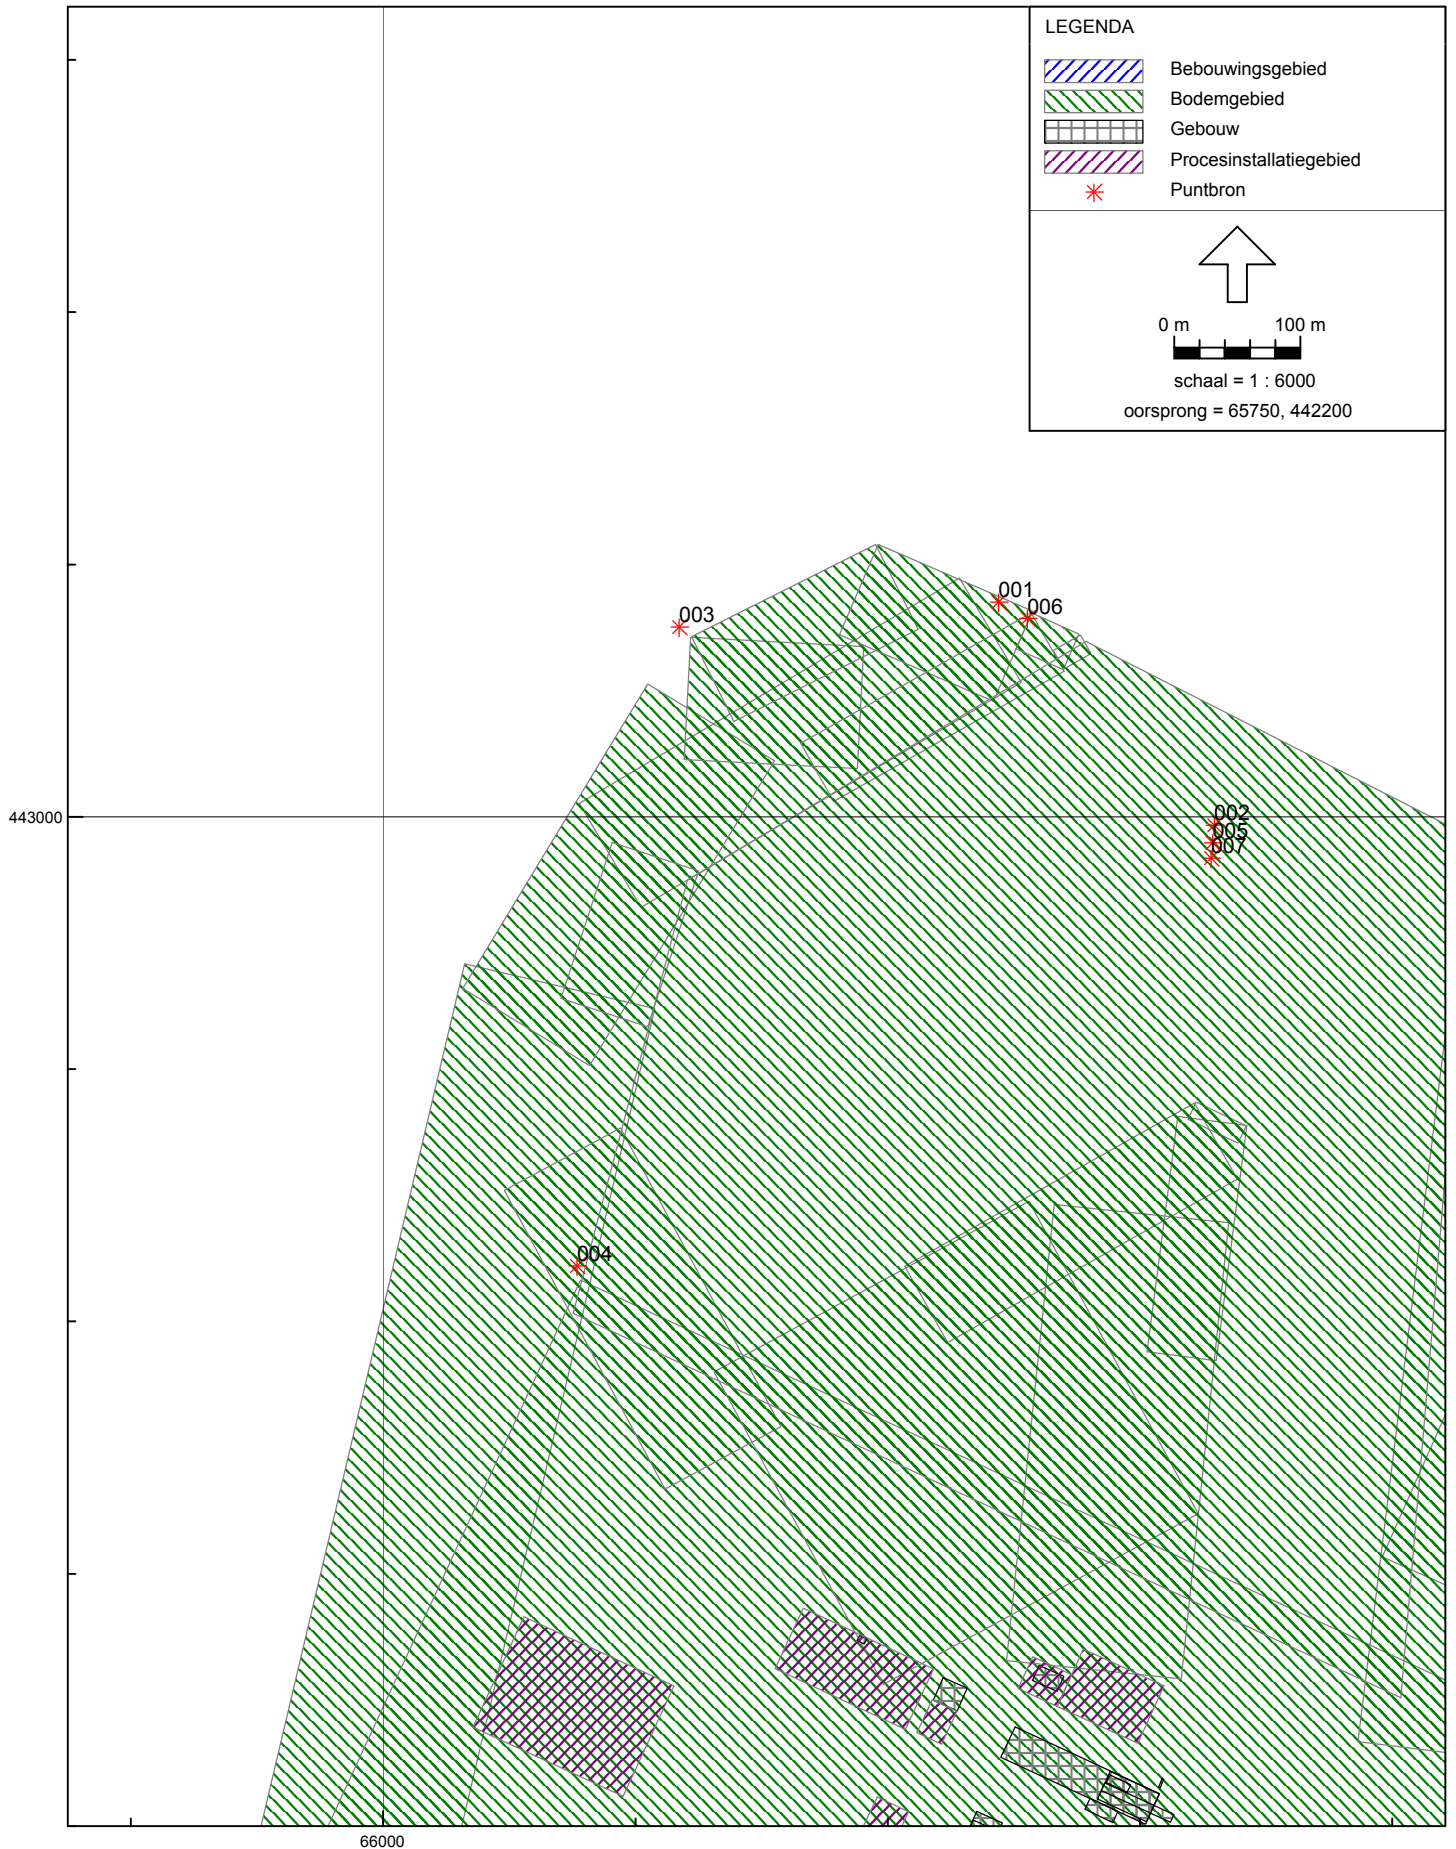 LEGENDA
Bebouwingsgebied
Bodemgebied
Gebouw
Procesinstallatiegebied
Puntbron
0 m 100 m
schaal = 1 : 6000
oorsprong = 65750, 442200
001
006
003
443000
002
005
007
004
66000